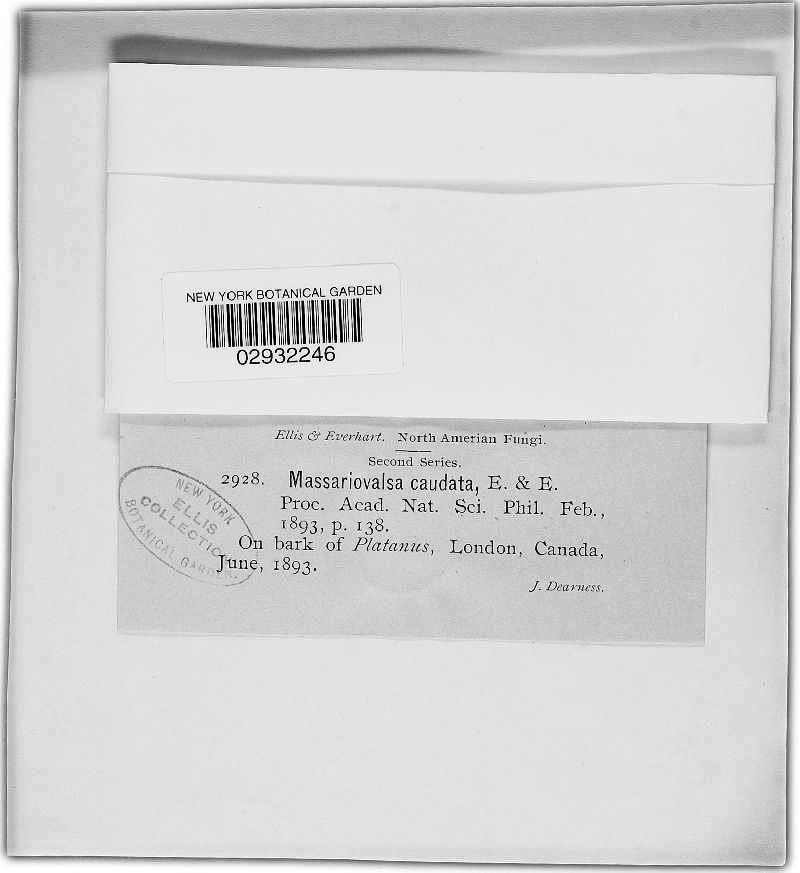 NEW YORK BOTANICAL GARDEN
02932246
Ellis & Everhart. North Amerian Fungi.
Second Series.
2928. Massariovalsa caudata, E. & E.
Proc. Acad. Nat. Sci. Phil. Feb.,
1893, p. 138.
On bark of Platanus, London, Canada,
June, 1893.
J. Dearness.
NEW YORK
ELLIS
COLLECTION
BOTANICAL GARDEN.